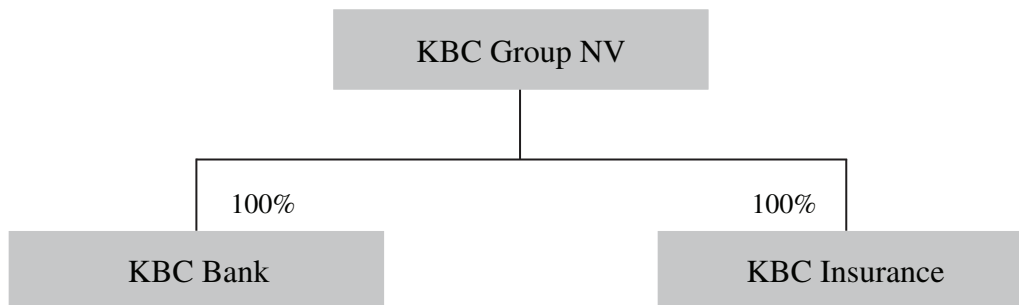 KBC Group NV
100%
100%
KBC Bank
KBC Insurance